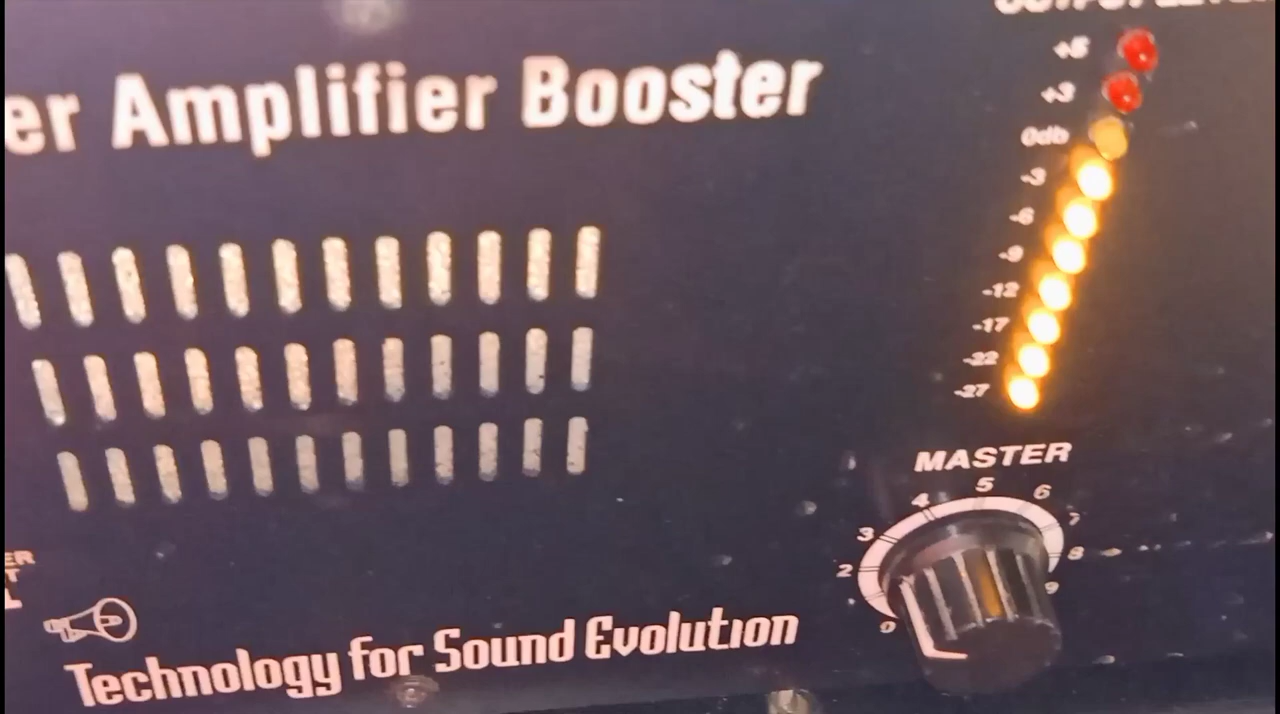 er Amplifier Booster
+3
0db
-3
-6
-9
-12
-17
-22
-27
MASTER
2 3 4 5 6 7 8 9
0
ER
T
Technology for Sound Evolution